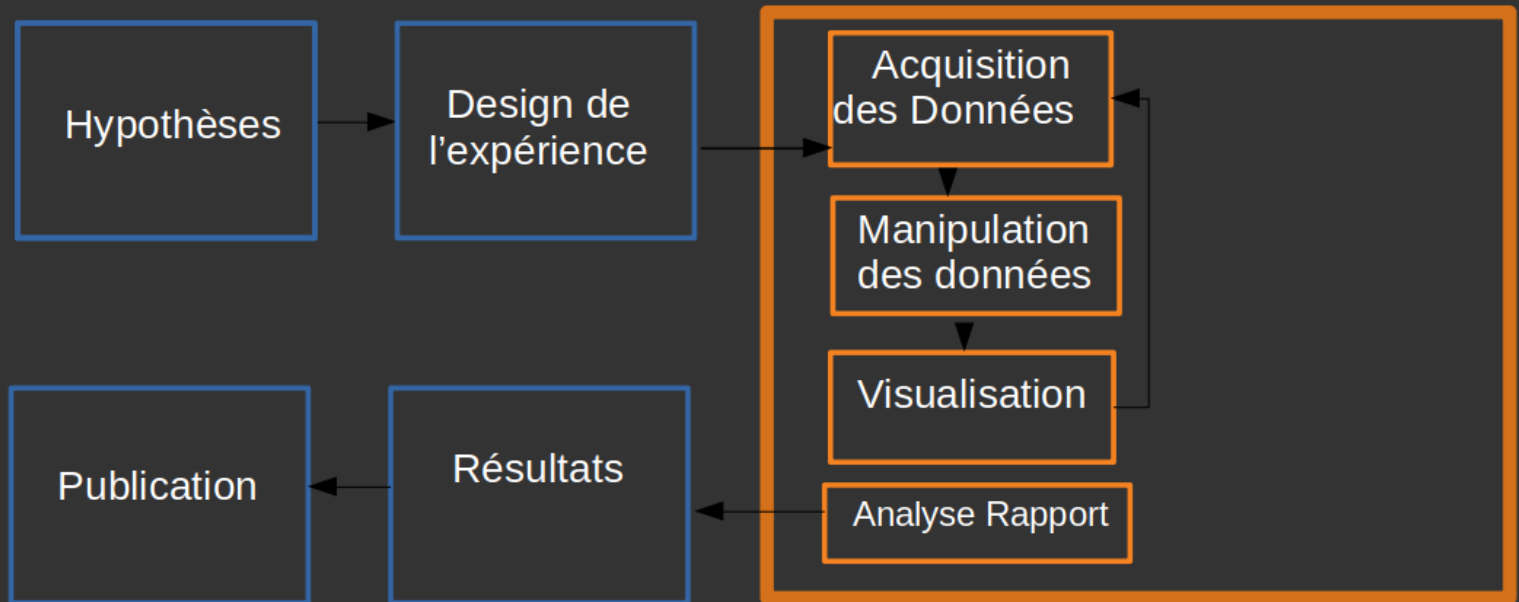 Hypothèses
Design de
l’expérience
Acquisition
des Données
Manipulation
des données
Visualisation
Analyse Rapport
Résultats
Publication